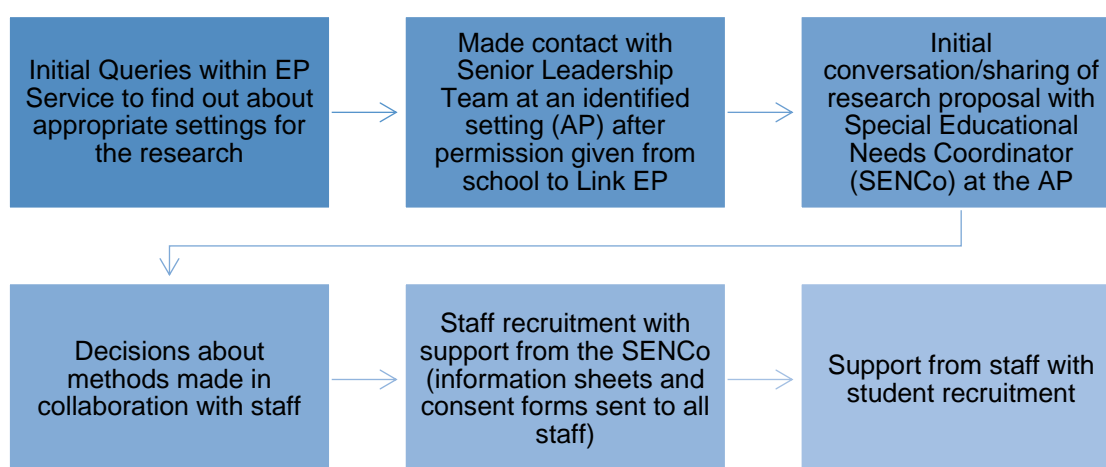 Initial Queries within EP
Service to find out about
appropriate settings for
the research
Made contact with
Senior Leadership
Team at an identified
setting (AP) after
permission given from
school to Link EP
Initial
conversation/sharing of
research proposal with
Special Educational
Needs Coordinator
(SENCo) at the AP
Decisions about
methods made in
collaboration with staff
Staff recruitment with
support from the SENCo
(information sheets and
consent forms sent to all
staff)
Support from staff with
student recruitment